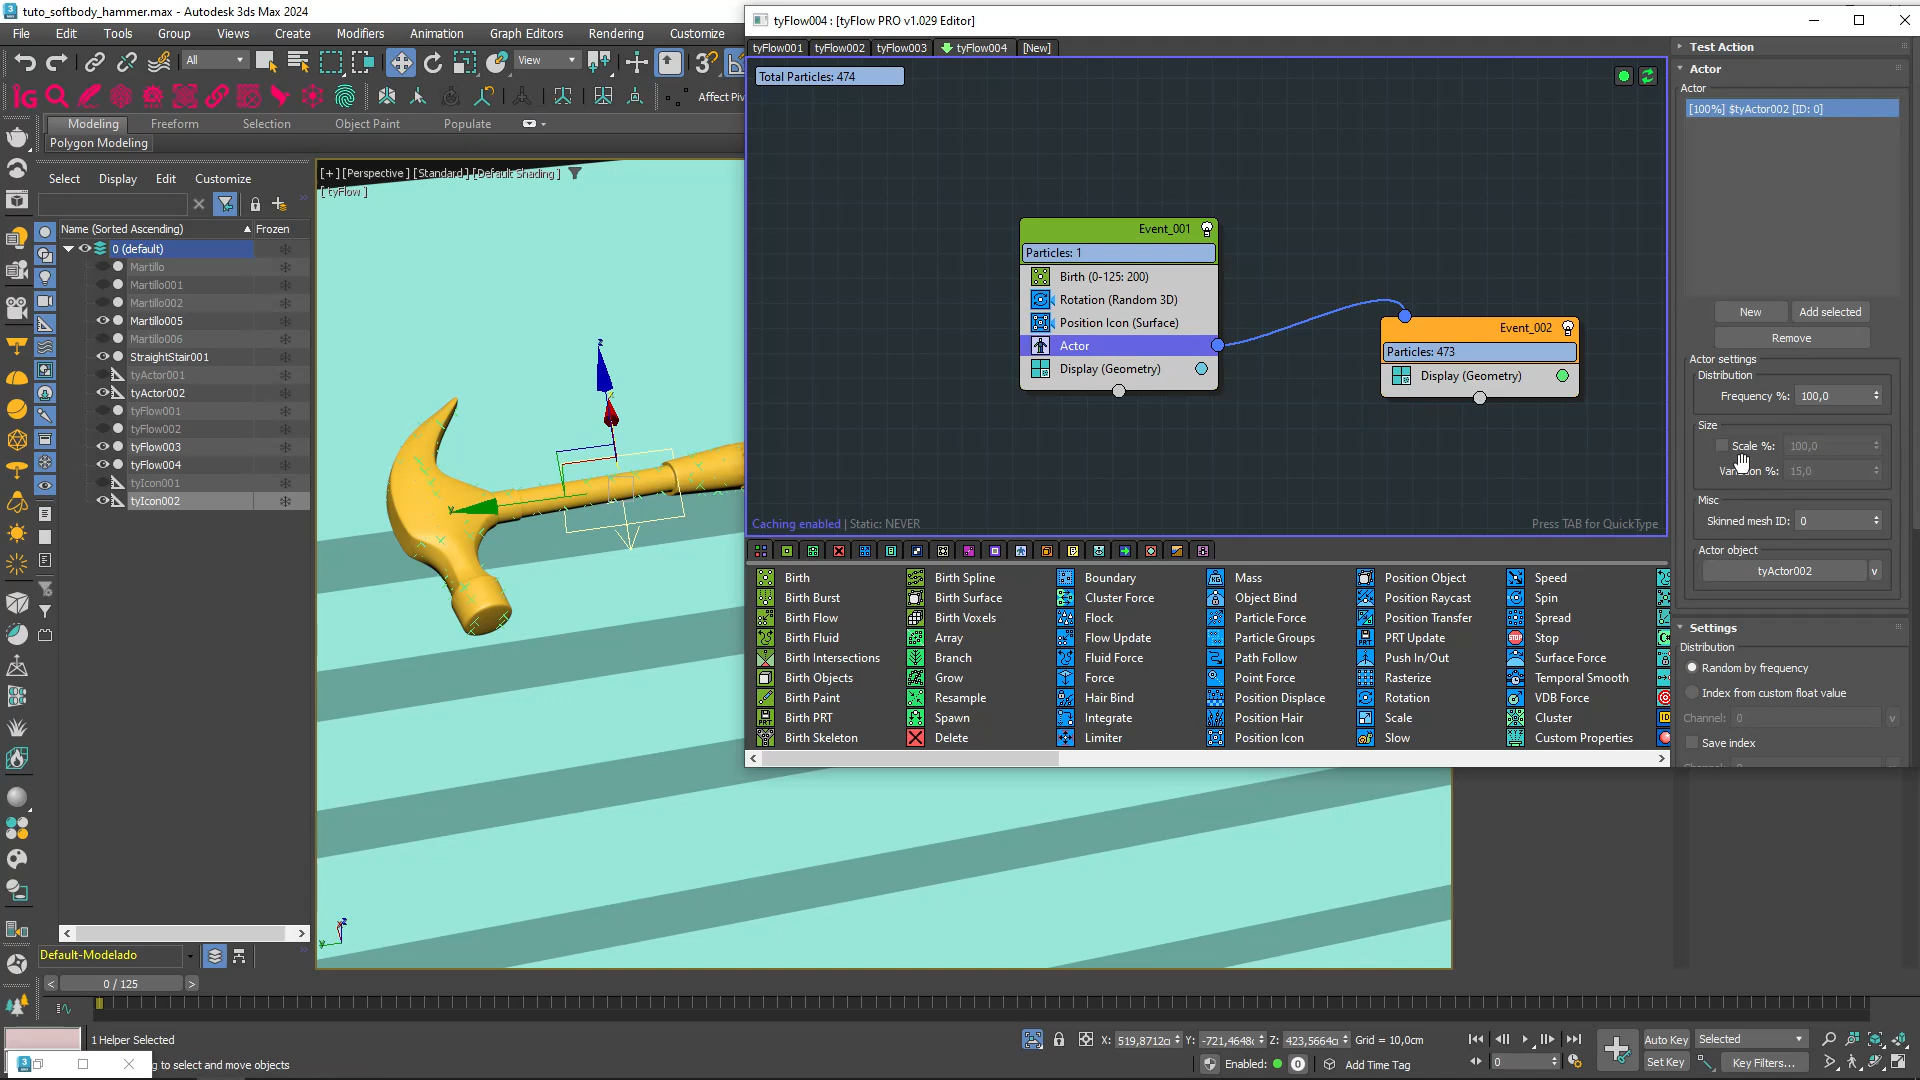 tuto_softbody_hammer.max - Autodesk 3ds Max 2024
File Edit Tools Group Views Create Modifiers Animation Graph Editors Rendering Customize
All
View
Affect Piv
Modeling Freeform Selection Object Paint Populate
Polygon Modeling
Select Display Edit Customize
Name (Sorted Ascending) Frozen
0 (default)
Martillo
Martillo001
Martillo002
Martillo005
Martillo006
StraightStair001
tyActor001
tyActor002
tyFlow001
tyFlow002
tyFlow003
tyFlow004
tyIcon001
tyIcon002
Default-Modelado
[+] [Perspective ] [Standard] [Default Shading ]
[ tyFlow ]
z
y
z
y
tyFlow004 : [tyFlow PRO v1.029 Editor]
tyFlow001 tyFlow002 tyFlow003 tyFlow004 [New]
Total Particles: 474
Event_001
Particles: 1
Birth (0-125: 200)
Rotation (Random 3D)
Position Icon (Surface)
Actor
Display (Geometry)
Event_002
Particles: 473
Display (Geometry)
Caching enabled | Static: NEVER
Press TAB for QuickType
Birth Birth Spline Boundary Mass Position Object Speed
Birth Burst Birth Surface Cluster Force Object Bind Position Raycast Spin
Birth Flow Birth Voxels Flock Particle Force Position Transfer Spread
Birth Fluid Array Flow Update Particle Groups PRT Update Stop
Birth Intersections Branch Fluid Force Path Follow Push In/Out Surface Force
Birth Objects Grow Force Point Force Rasterize Temporal Smooth
Birth Paint Resample Hair Bind Position Displace Rotation VDB Force
Birth PRT Spawn Integrate Position Hair Scale Cluster
Birth Skeleton Delete Limiter Position Icon Slow Custom Properties
Test Action
Actor
Actor
[100%] $tyActor002 [ID: 0]
New Add selected
Remove
Actor settings
Distribution
Frequency %: 100,0
Size
Scale %: 100,0
%: 15,0
Misc
Skinned mesh ID: 0
Actor object
tyActor002 v
Settings
Distribution
Random by frequency
Index from custom float value
Channel: 0 v
Save index
0 / 125
1 Helper Selected
g to select and move objects
X: 519,8712c Y: -721,4648 Z: 423,5664c Grid = 10,0cm
Enabled: 0 Add Time Tag
0
Auto Key Selected
Set Key Key Filters...